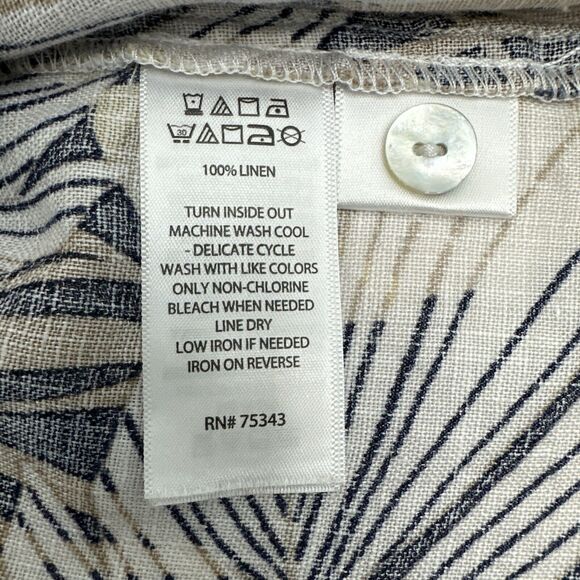 30
100% LINEN
TURN INSIDE OUT
MACHINE WASH COOL
- DELICATE CYCLE
WASH WITH LIKE COLORS
ONLY NON-CHLORINE
BLEACH WHEN NEEDED
LINE DRY
LOW IRON IF NEEDED
IRON ON REVERSE
RN# 75343